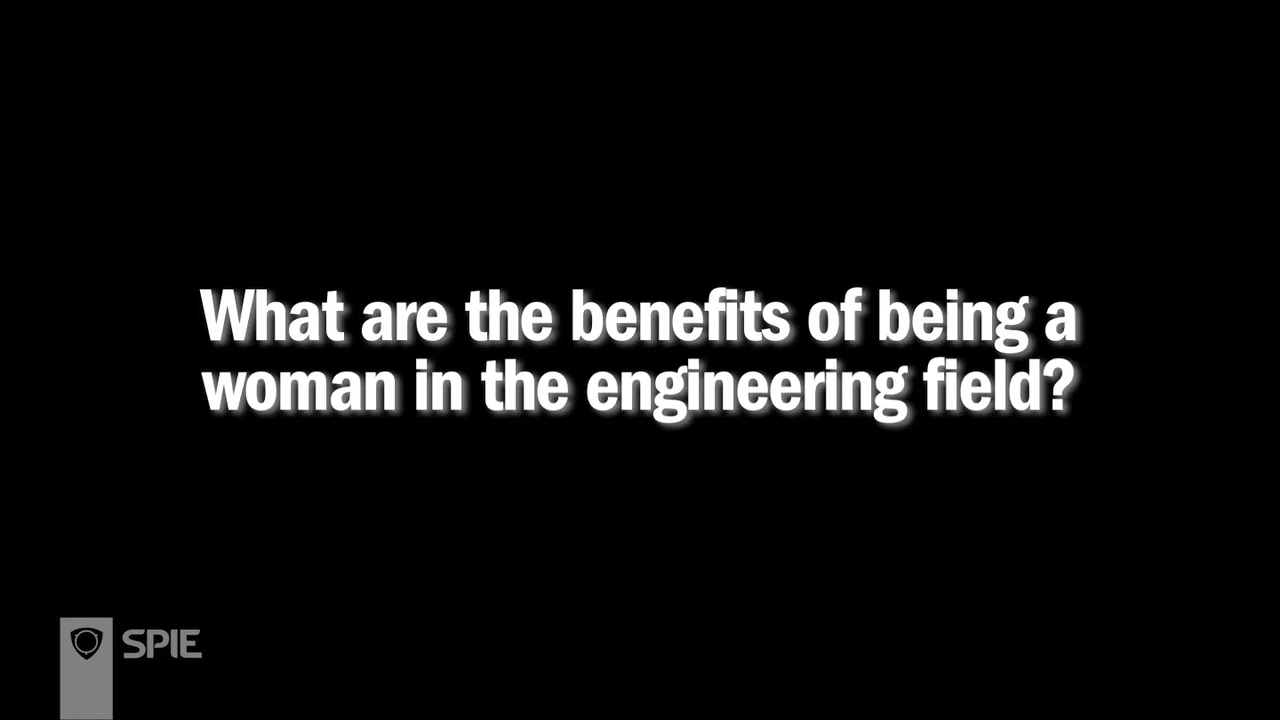 What are the benefits of being a
woman in the engineering field?
SPIE